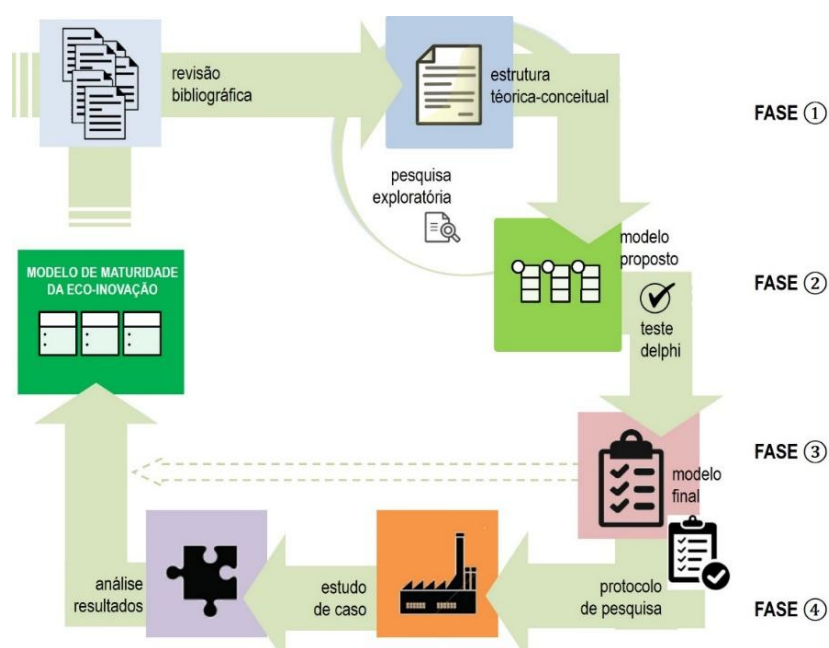 revisão
bibliográfica
estrutura
téorica-conceitual
FASE ①
pesquisa
exploratória
modelo
proposto
MODELO DE MATURIDADE
DA ECO-INOVAÇÃO
FASE ②
teste
delphi
FASE ③
modelo
final
análise
resultados
estudo
de caso
protocolo
de pesquisa
FASE ④